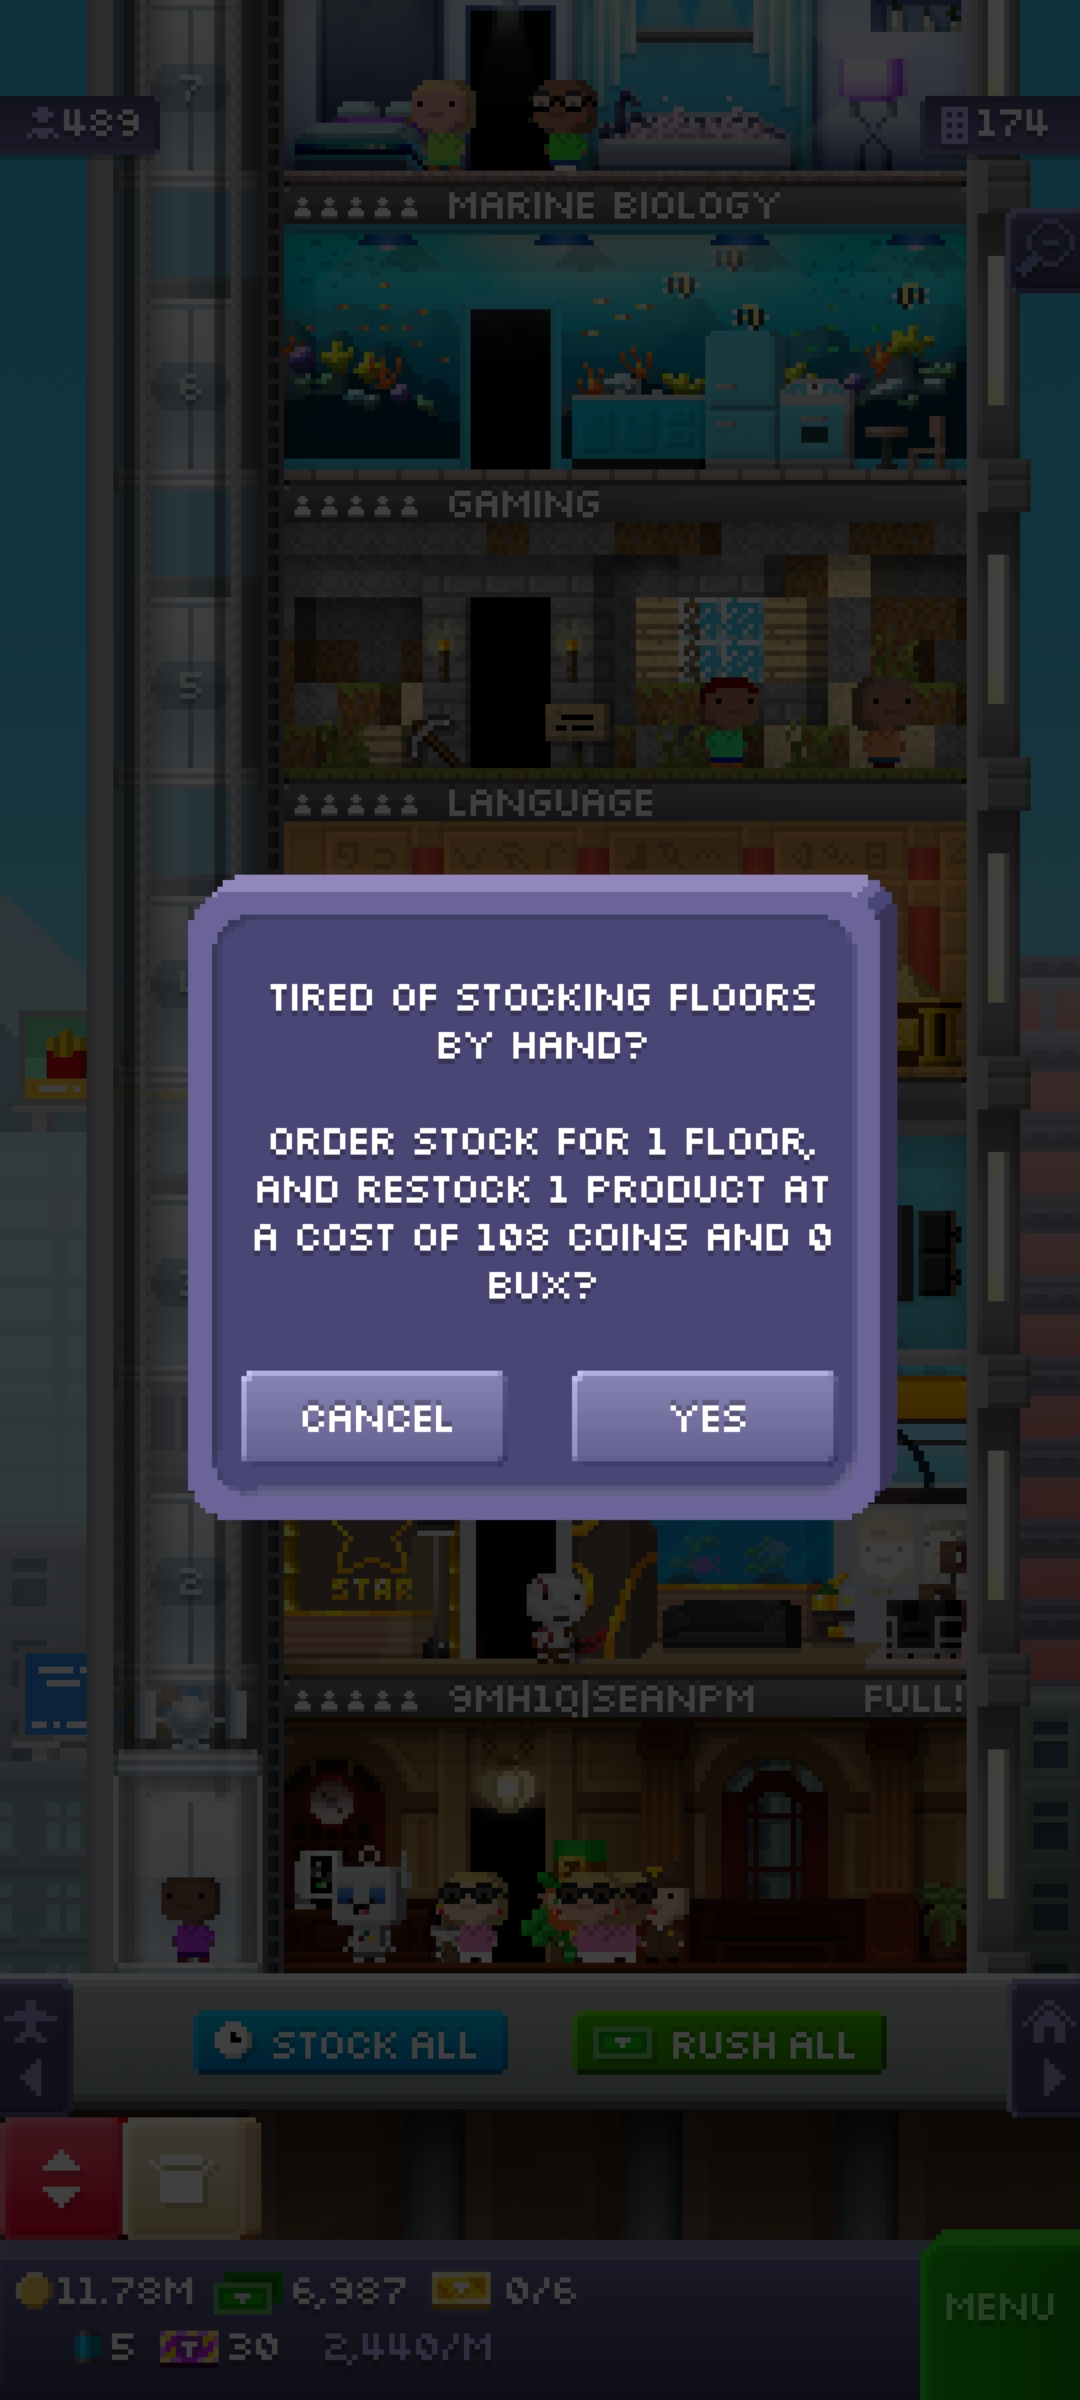 7
489
174
MARINE BIOLOGY
6
GAMING
5
LANGUAGE
TIRED OF STOCKING FLOORS
BY HAND?
ORDER STOCK FOR 1 FLOOR,
AND RESTOCK 1 PRODUCT AT
A COST OF 108 COINS AND 0
BUX?
CANCEL
YES
2
STAR
9MH1Q|SEANPM
FULL!
STOCK ALL
RUSH ALL
11.78M
6,987
0/6
MENU
5
30
2,440/M